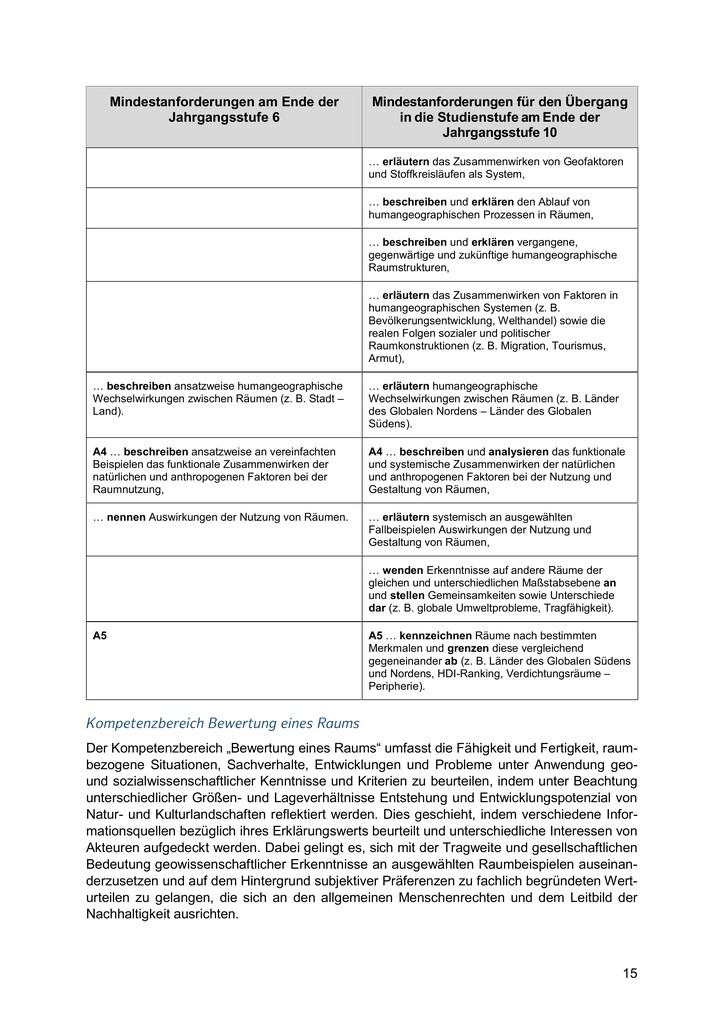 Mindestanforderungen am Ende der
Jahrgangsstufe 6
Mindestanforderungen für den Übergang
in die Studienstufe am Ende der
Jahrgangsstufe 10
… erläutern das Zusammenwirken von Geofaktoren
und Stoffkreisläufen als System,
… beschreiben und erklären den Ablauf von
humangeographischen Prozessen in Räumen,
… beschreiben und erklären vergangene,
gegenwärtige und zukünftige humangeographische
Raumstrukturen,
… erläutern das Zusammenwirken von Faktoren in
humangeographischen Systemen (z. B.
Bevölkerungsentwicklung, Welthandel) sowie die
realen Folgen sozialer und politischer
Raumkonstruktionen (z. B. Migration, Tourismus,
Armut),
… beschreiben ansatzweise humangeographische
Wechselwirkungen zwischen Räumen (z. B. Stadt –
Land).
… erläutern humangeographische
Wechselwirkungen zwischen Räumen (z. B. Länder
des Globalen Nordens – Länder des Globalen
Südens).
A4 … beschreiben ansatzweise an vereinfachten
Beispielen das funktionale Zusammenwirken der
natürlichen und anthropogenen Faktoren bei der
Raumnutzung,
A4 … beschreiben und analysieren das funktionale
und systemische Zusammenwirken der natürlichen
und anthropogenen Faktoren bei der Nutzung und
Gestaltung von Räumen,
… nennen Auswirkungen der Nutzung von Räumen.
… erläutern systemisch an ausgewählten
Fallbeispielen Auswirkungen der Nutzung und
Gestaltung von Räumen,
… wenden Erkenntnisse auf andere Räume der
gleichen und unterschiedlichen Maßstabsebene an
und stellen Gemeinsamkeiten sowie Unterschiede
dar (z. B. globale Umweltprobleme, Tragfähigkeit).
A5
A5 … kennzeichnen Räume nach bestimmten
Merkmalen und grenzen diese vergleichend
gegeneinander ab (z. B. Länder des Globalen Südens
und Nordens, HDI-Ranking, Verdichtungsräume –
Peripherie).
Kompetenzbereich Bewertung eines Raums
Der Kompetenzbereich „Bewertung eines Raums“ umfasst die Fähigkeit und Fertigkeit, raum-
bezogene Situationen, Sachverhalte, Entwicklungen und Probleme unter Anwendung geo-
und sozialwissenschaftlicher Kenntnisse und Kriterien zu beurteilen, indem unter Beachtung
unterschiedlicher Größen- und Lageverhältnisse Entstehung und Entwicklungspotenzial von
Natur- und Kulturlandschaften reflektiert werden. Dies geschieht, indem verschiedene Infor-
mationsquellen bezüglich ihres Erklärungswerts beurteilt und unterschiedliche Interessen von
Akteuren aufgedeckt werden. Dabei gelingt es, sich mit der Tragweite und gesellschaftlichen
Bedeutung geowissenschaftlicher Erkenntnisse an ausgewählten Raumbeispielen auseinan-
derzusetzen und auf dem Hintergrund subjektiver Präferenzen zu fachlich begründeten Wert-
urteilen zu gelangen, die sich an den allgemeinen Menschenrechten und dem Leitbild der
Nachhaltigkeit ausrichten.
15